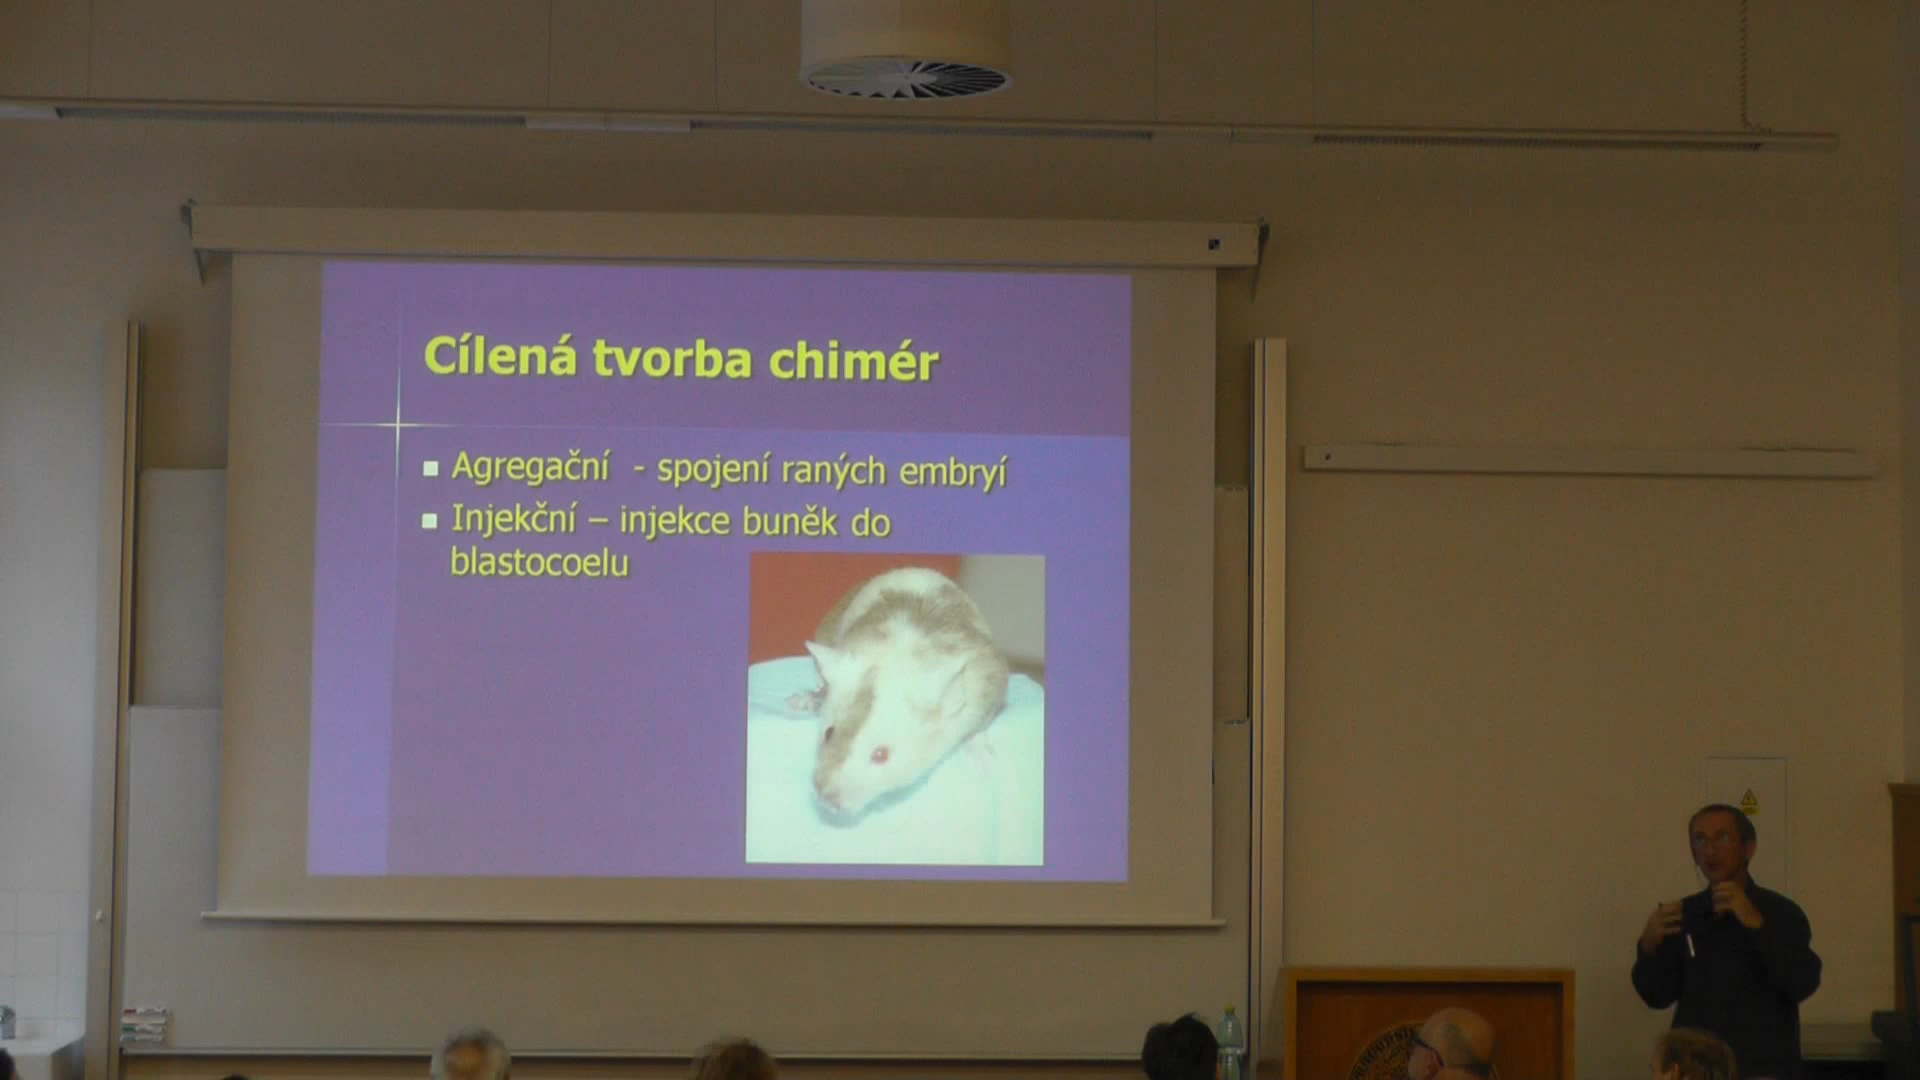 Cílená tvorba chimér
Agregační - spojení raných embryí
Injekční – injekce buněk do
blastocoelu